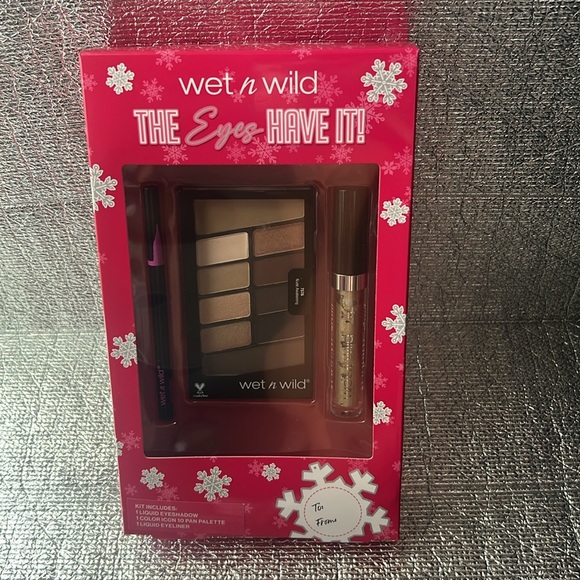 wet n wild
THE Eyes HAVE IT!
wet n wild®
wet n wild®
KIT INCLUDES:
1 LIQUID EYESHADOW
1 COLOR ICON 10 PAN PALETTE
1 LIQUID EYELINER
To:
From: